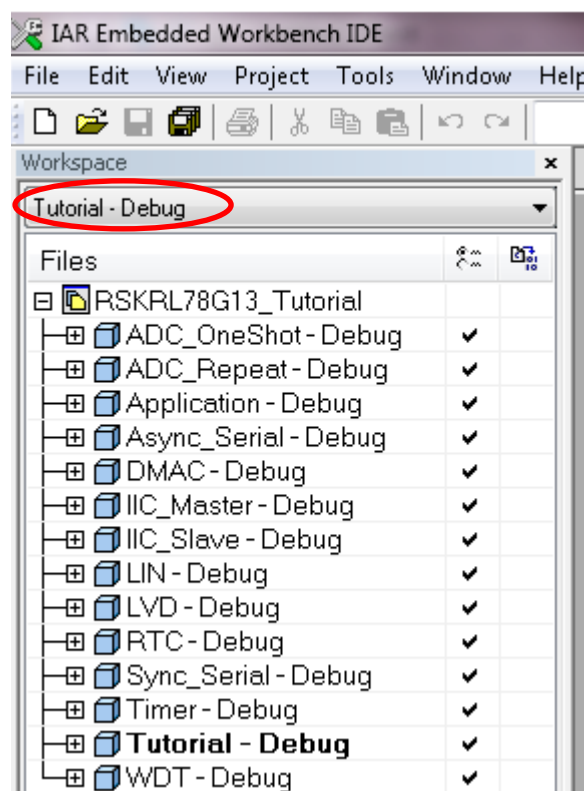 IAR Embedded Workbench IDE
File Edit View Project Tools Window Help
Workspace
Tutorial - Debug
Files
RSKRL78G13_Tutorial
ADC_OneShot - Debug
ADC_Repeat - Debug
Application - Debug
Async_Serial - Debug
DMAC - Debug
IIC_Master - Debug
IIC_Slave - Debug
LIN - Debug
LVD - Debug
RTC - Debug
Sync_Serial - Debug
Timer - Debug
Tutorial - Debug
WDT - Debug